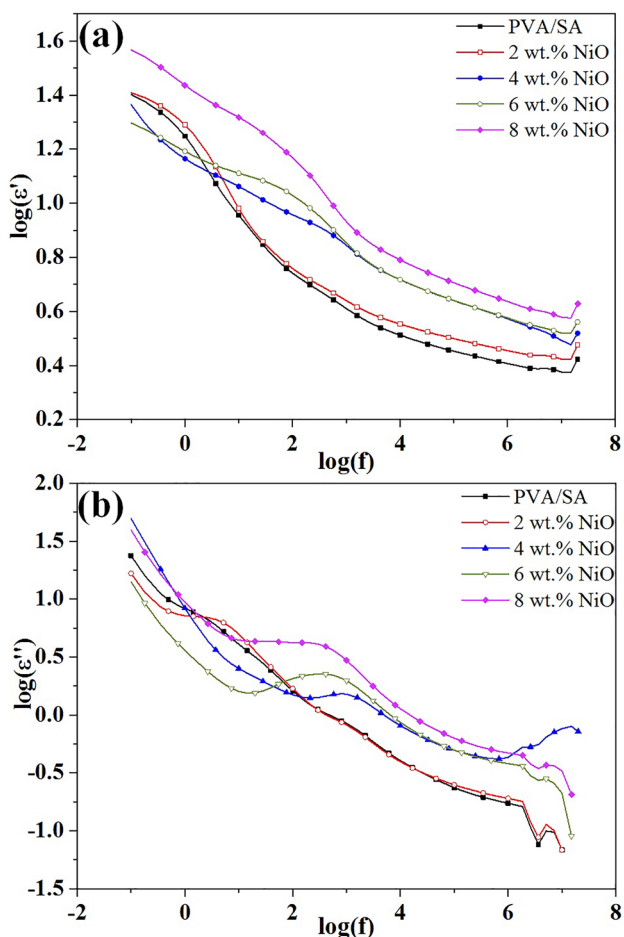 (a)
PVA/SA
2 wt.% NiO
4 wt.% NiO
6 wt.% NiO
8 wt.% NiO
log(ε')
1.6
1.4
1.2
1.0
0.8
0.6
0.4
0.2
-2 0 2 4 6 8
log(f)
(b)
PVA/SA
2 wt.% NiO
4 wt.% NiO
6 wt.% NiO
8 wt.% NiO
log(ε'')
2.0
1.5
1.0
0.5
0.0
-0.5
-1.0
-1.5
-2 0 2 4 6 8
log(f)